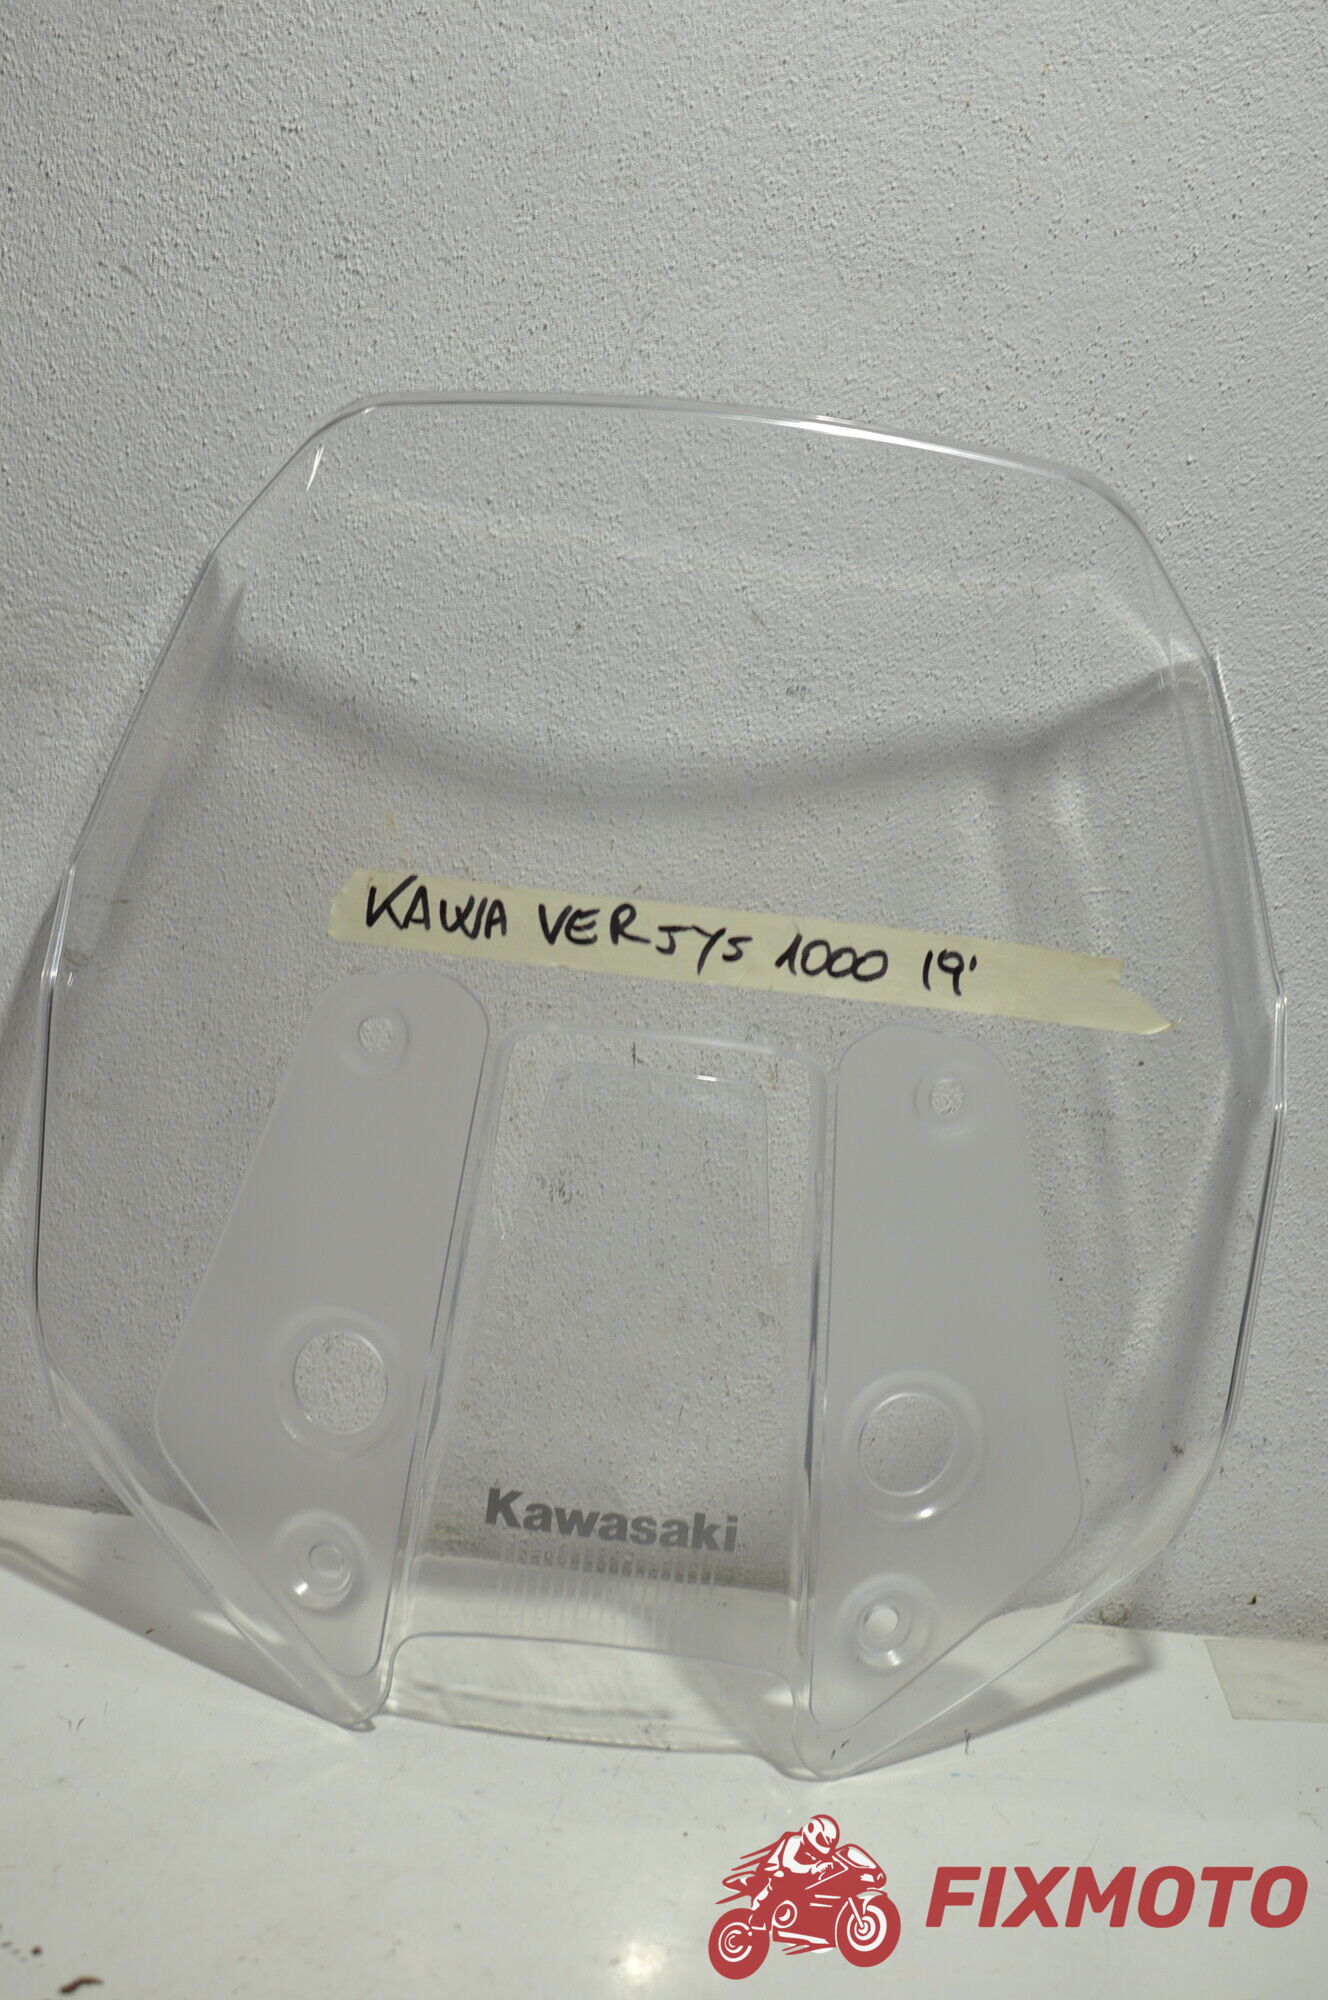 KAWA VERSYS 1000 19'
Kawasaki
FIXMOTO